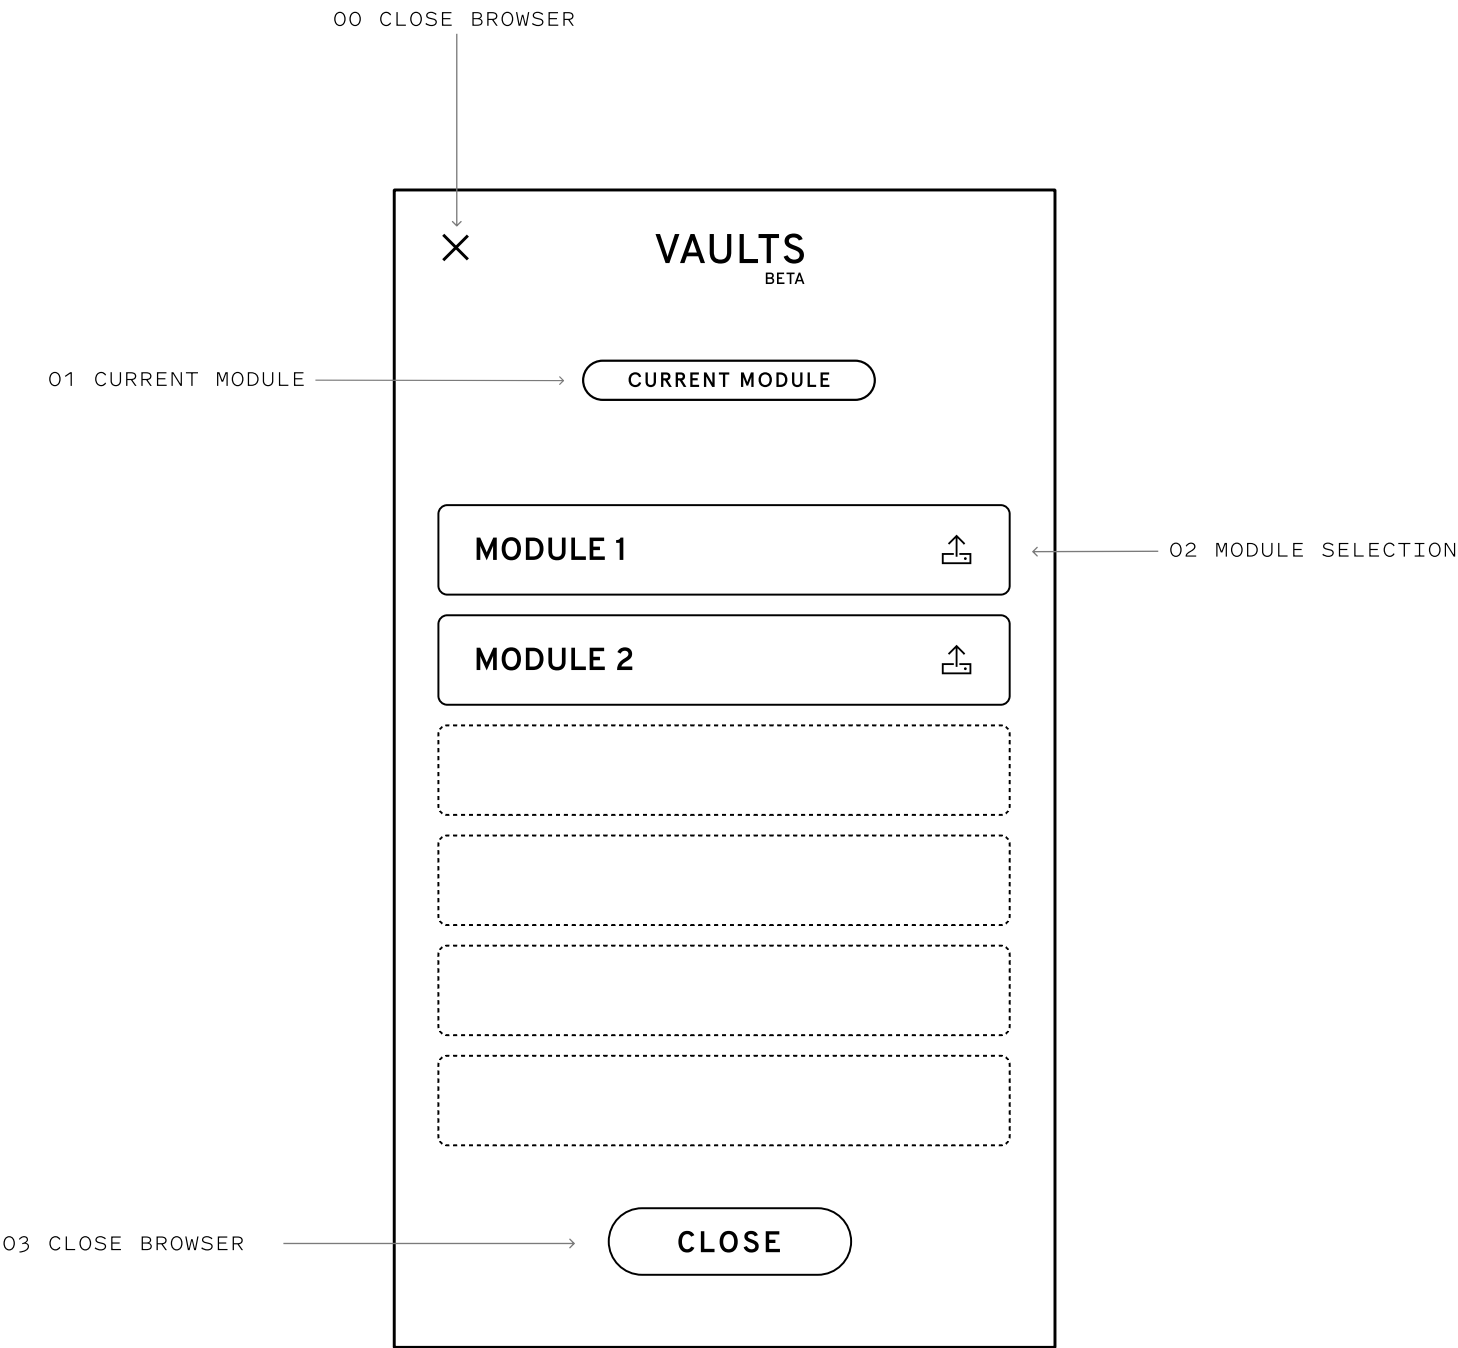 00 CLOSE BROWSER
VAULTS
BETA
01 CURRENT MODULE
CURRENT MODULE
MODULE 1
02 MODULE SELECTION
MODULE 2
03 CLOSE BROWSER
CLOSE